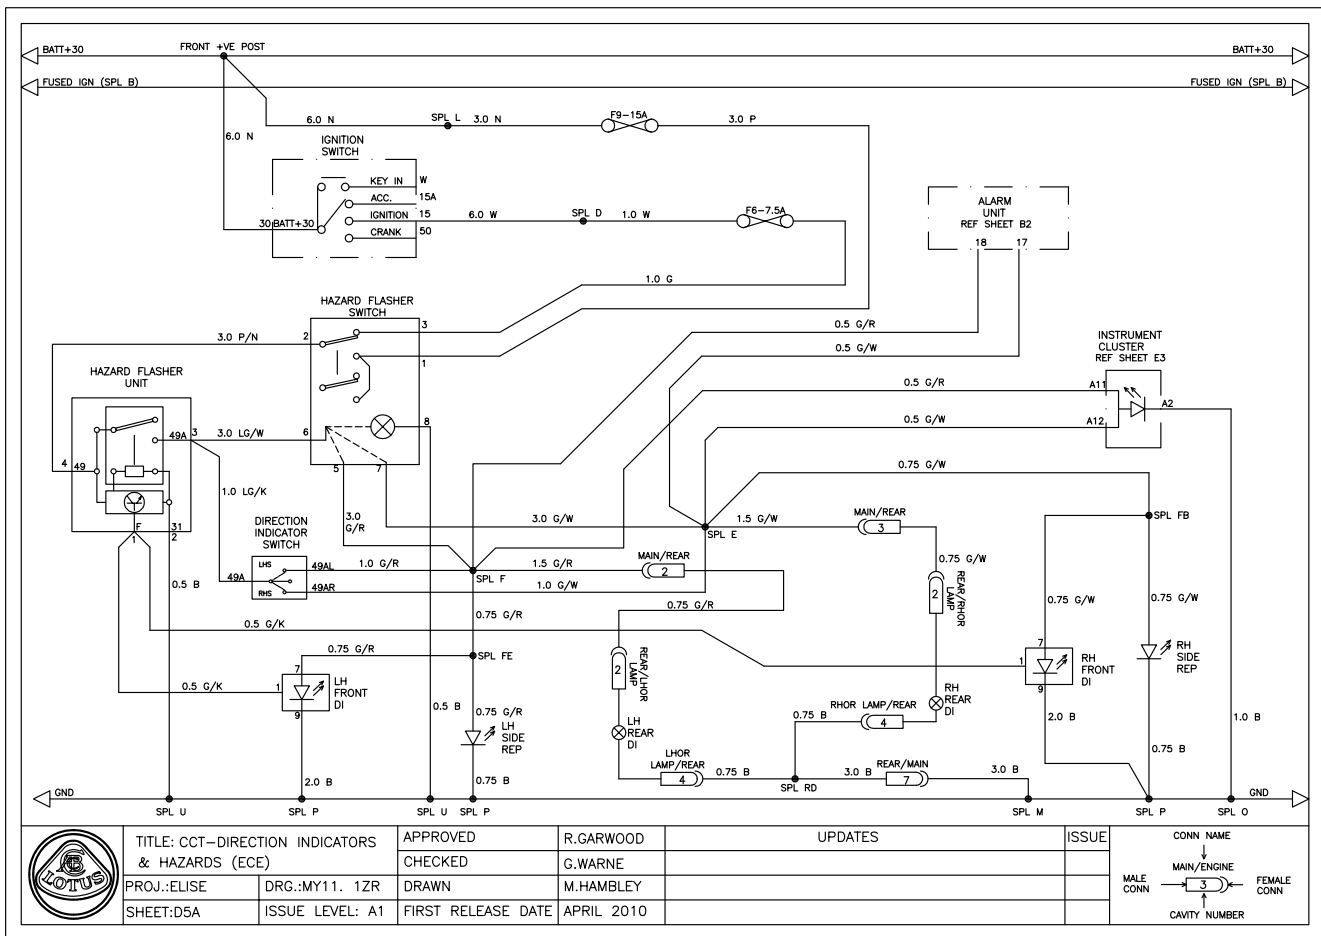 BATT+30
FRONT +VE POST
BATT+30
FUSED IGN (SPL B)
FUSED IGN (SPL B)
6.0 N
SPL L
3.0 N
F9-15A
3.0 P
6.0 N
IGNITION
SWITCH
KEY IN
W
ACC.
15A
IGNITION
15
6.0 W
SPL D
1.0 W
F6-7.5A
30
BATT+30
CRANK
50
ALARM
UNIT
REF SHEET B2
18
17
1.0 G
HAZARD FLASHER
SWITCH
3.0 P/N
2
3
1
0.5 G/R
0.5 G/W
INSTRUMENT
CLUSTER
REF SHEET E3
HAZARD FLASHER
UNIT
0.5 G/R
A11
A2
0.5 G/W
A12
49A
3
3.0 LG/W
6
8
4
49
5
7
0.75 G/W
1.0 LG/K
F
31
1
2
DIRECTION
INDICATOR
SWITCH
3.0
G/R
3.0 G/W
SPL E
1.5 G/W
MAIN/REAR
3
SPL FB
LHS
49AL
1.0 G/R
SPL F
1.5 G/R
MAIN/REAR
2
0.75 G/W
49A
RHS
49AR
1.0 G/W
0.5 B
2
REAR/RHOR
LAMP
0.75 G/R
0.75 G/R
0.75 G/W
0.75 G/W
0.5 G/K
0.75 G/R
SPL FE
2
REAR/LHOR
LAMP
7
1
RH
FRONT
DI
9
RH
SIDE
REP
7
0.5 G/K
1
LH
FRONT
DI
9
0.5 B
0.75 G/R
LH
SIDE
REP
LH
REAR
DI
RH
REAR
DI
RHOR LAMP/REAR
0.75 B
4
2.0 B
1.0 B
0.75 B
LHOR
LAMP/REAR
4
0.75 B
SPL RD
3.0 B
REAR/MAIN
7
3.0 B
2.0 B
0.75 B
GND
GND
SPL U
SPL P
SPL U
SPL P
SPL M
SPL P
SPL O
LOTUS
ACBC
TITLE: CCT-DIRECTION INDICATORS
& HAZARDS (ECE)
APPROVED
R.GARWOOD
UPDATES
ISSUE
CHECKED
G.WARNE
PROJ.:ELISE
DRG.:MY11. 1ZR
DRAWN
M.HAMBLEY
SHEET:D5A
ISSUE LEVEL: A1
FIRST RELEASE DATE
APRIL 2010
CONN NAME
MAIN/ENGINE
MALE
CONN
3
FEMALE
CONN
CAVITY NUMBER